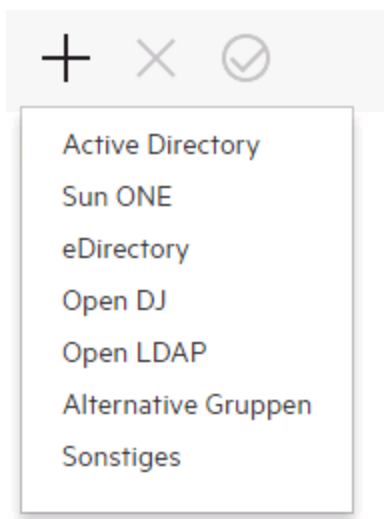 Active Directory
Sun ONE
eDirectory
Open DJ
Open LDAP
Alternative Gruppen
Sonstiges